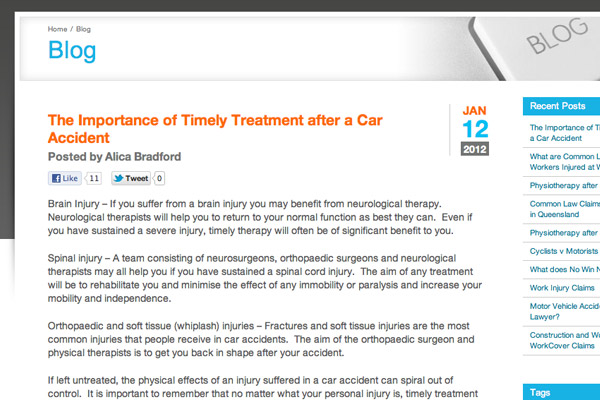 Home / Blog
Blog
BLOG
The Importance of Timely Treatment after a Car
Accident
Posted by Alica Bradford
Like 11 Tweet 0
JAN
12
2012
Brain Injury – If you suffer from a brain injury you may benefit from neurological therapy.
Neurological therapists will help you to return to your normal function as best they can.  Even if
you have sustained a severe injury, timely therapy will often be of significant benefit to you.
Spinal injury – A team consisting of neurosurgeons, orthopaedic surgeons and neurological
therapists may all help you if you have sustained a spinal cord injury.  The aim of any treatment
will be to rehabilitate you and minimise the effect of any immobility or paralysis and increase your
mobility and independence.
Orthopaedic and soft tissue (whiplash) injuries – Fractures and soft tissue injuries are the most
common injuries that people receive in car accidents.  The aim of the orthopaedic surgeon and
physical therapists is to get you back in shape after your accident.
If left untreated, the physical effects of an injury suffered in a car accident can spiral out of
control.  It is important to remember that no matter what your personal injury is, timely treatment
Recent Posts
The Importance of
a Car Accident
What are Common
Workers Injured at
Physiotherapy after
Common Law Claims
in Queensland
Physiotherapy after
Cyclists v Motorists
What does No Win
Work Injury Claims
Motor Vehicle
Lawyer?
Construction and
WorkCover Claims
Tags